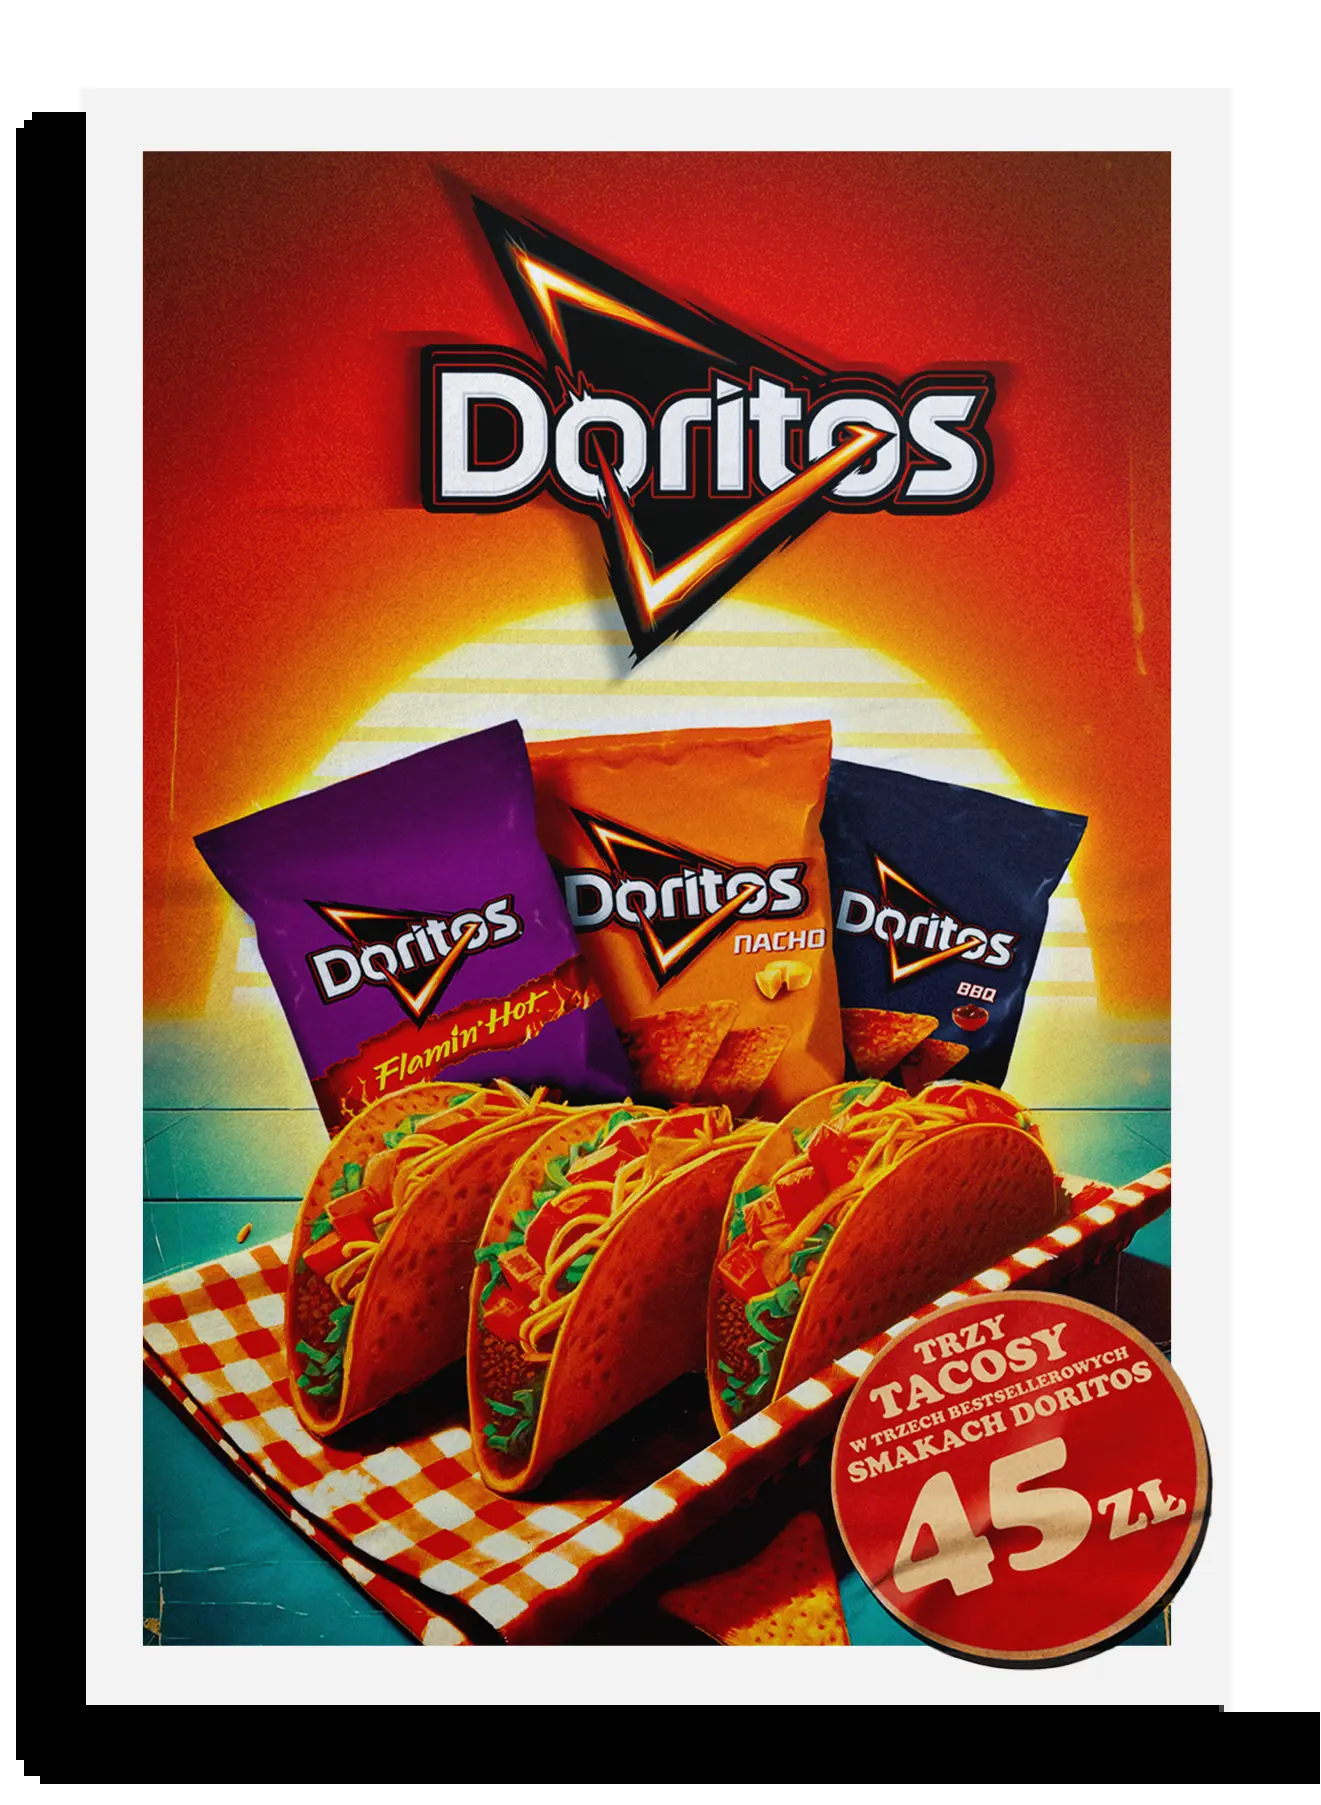 Doritos
Doritos
Flamin' Hot
Doritos
NACHO
Doritos
BBQ
TRZY
TACOSY
W TRZECH BESTSELLEROWYCH
SMAKACH DORITOS
45 ZŁ